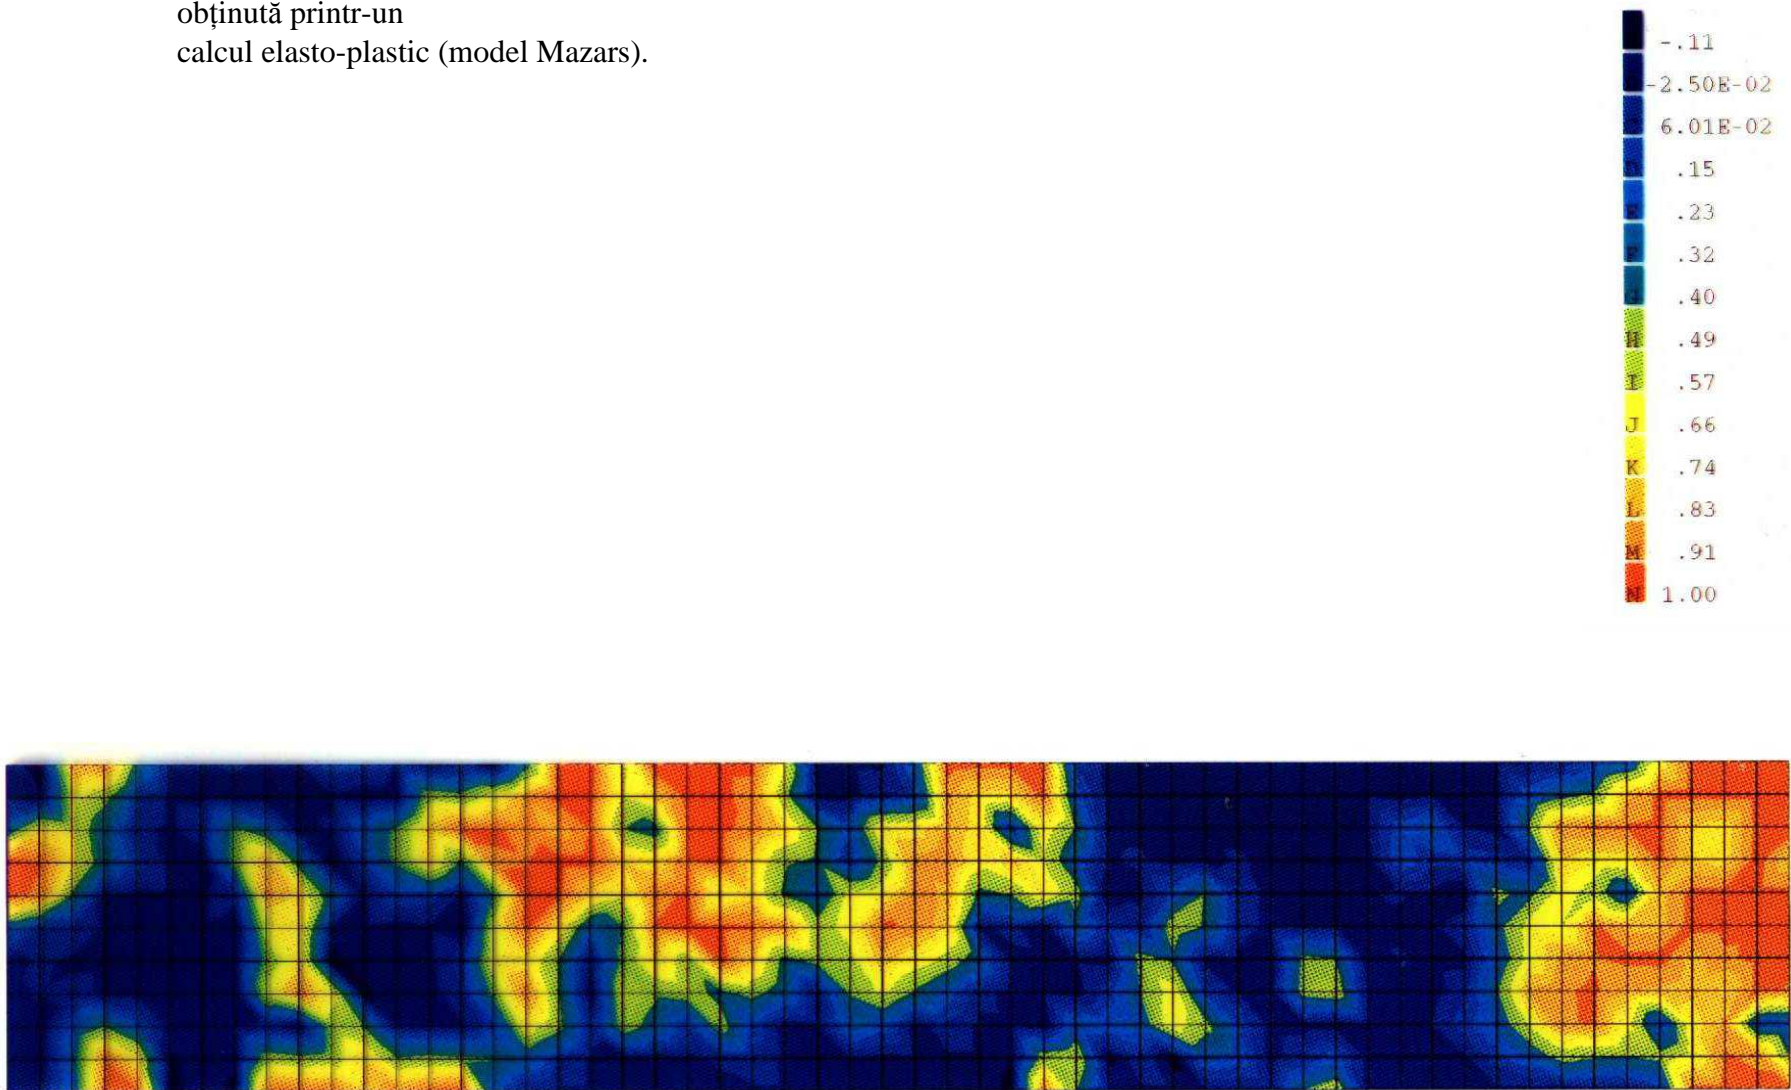 obținută printr-un
calcul elasto-plastic (model Mazars).
-.11
-2.50E-02
6.01E-02
D .15
E .23
F .32
G .40
H .49
I .57
J .66
K .74
L .83
M .91
N 1.00